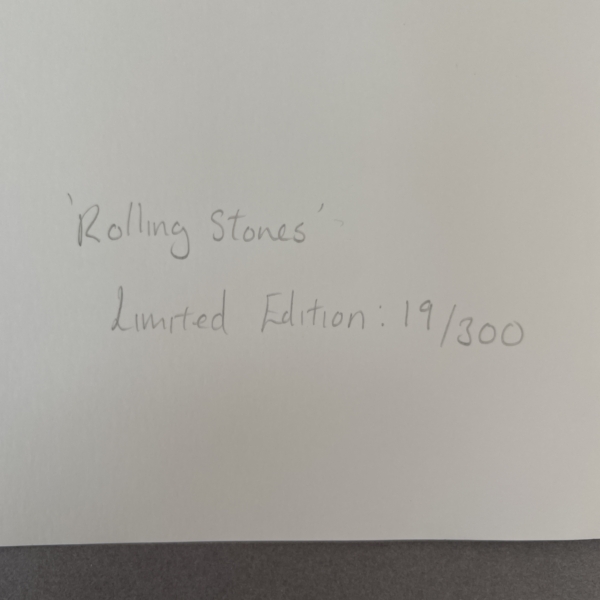 'Rolling Stones'
Limited Edition: 19/300